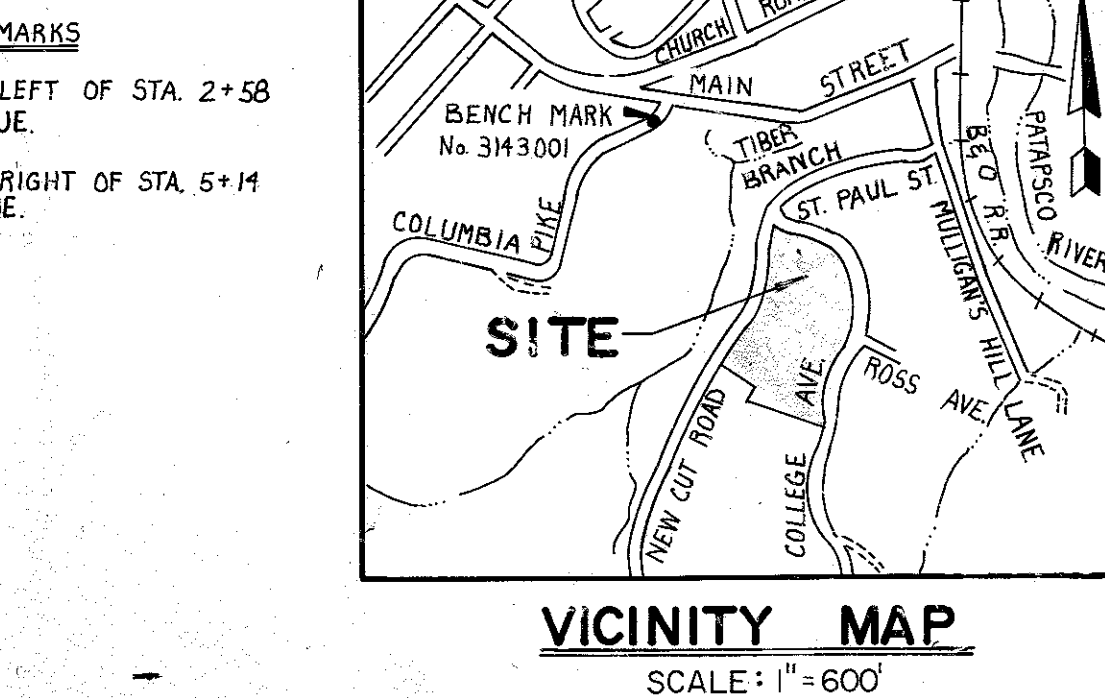 MARKS
LEFT OF STA. 2+58
UE.
RIGHT OF STA. 5+14
E.
CHURCH
ROAD
MAIN STREET
BENCH MARK
No. 3143001
TIBER
BRANCH
ST. PAUL ST.
COLUMBIA PIKE
B & O R.R.
PATAPSCO
RIVER
MULLIGAN'S HILL LANE
SITE
ROSS AVE.
NEW CUT ROAD
COLLEGE AVE.
VICINITY MAP
SCALE: 1"=600'